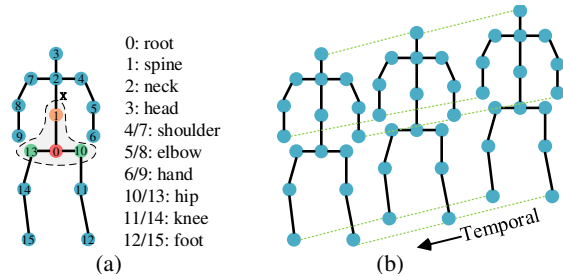 (a)
3
7 2 4
x
8 1 5
9 6
13 0 10
14 11
15 12
0: root
1: spine
2: neck
3: head
4/7: shoulder
5/8: elbow
6/9: hand
10/13: hip
11/14: knee
12/15: foot
(a)
(b)
Temporal
(b)